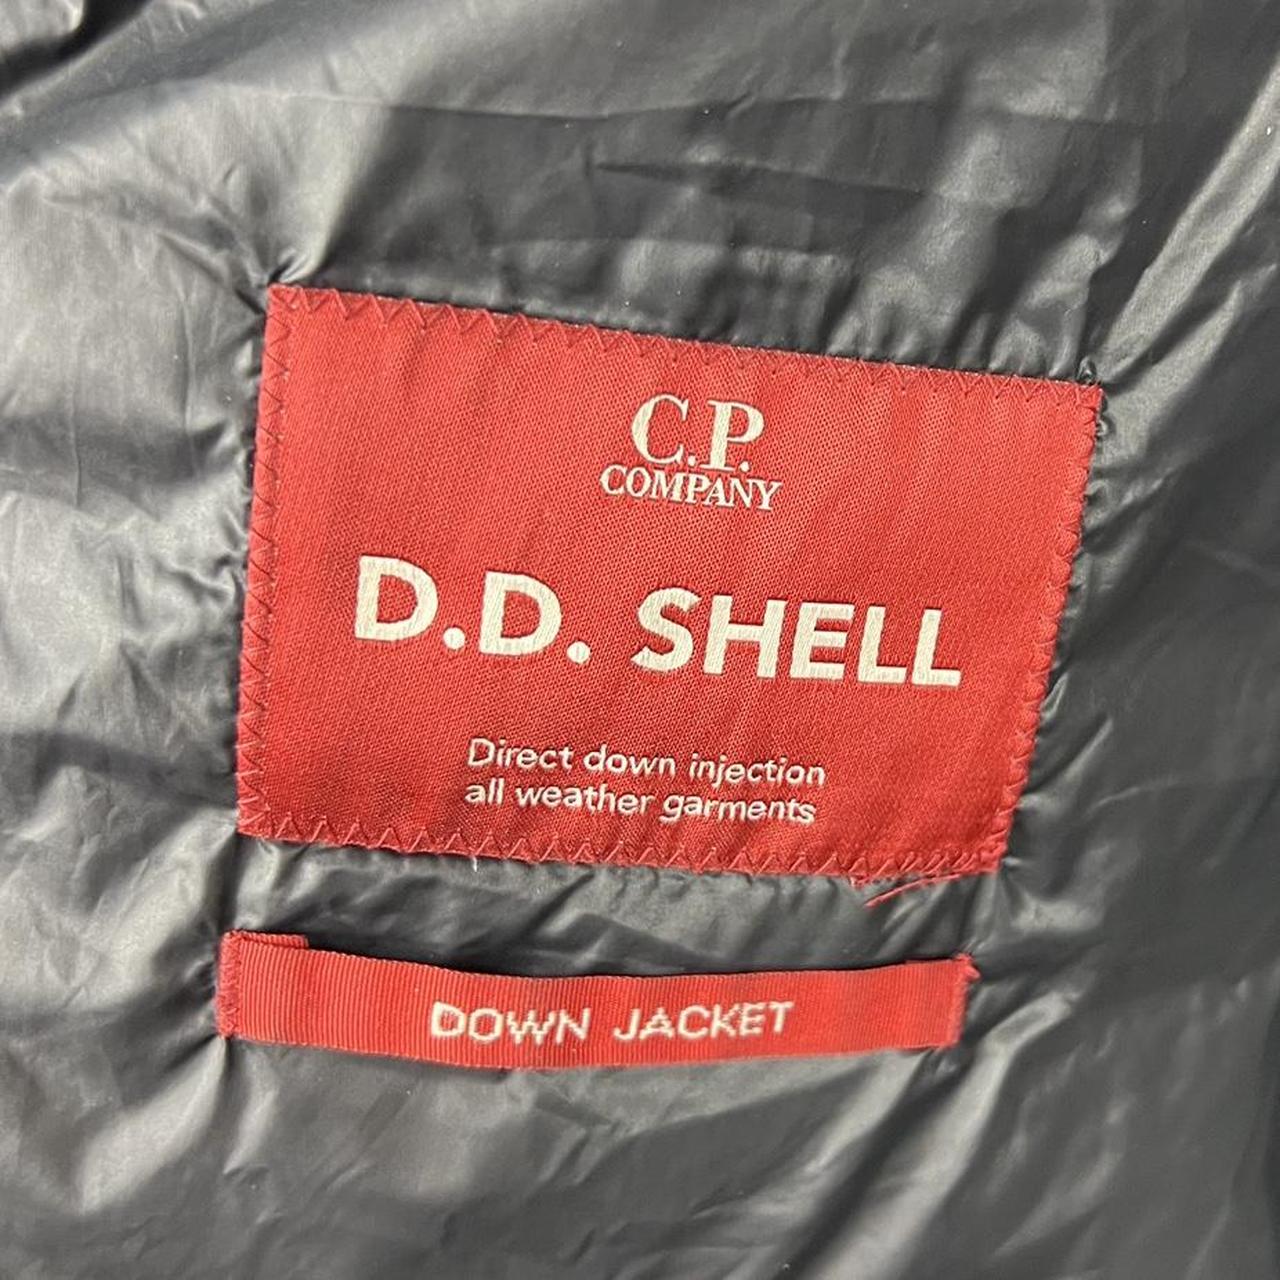 C.P.
COMPANY
D.D. SHELL
Direct down injection
all weather garments
DOWN JACKET